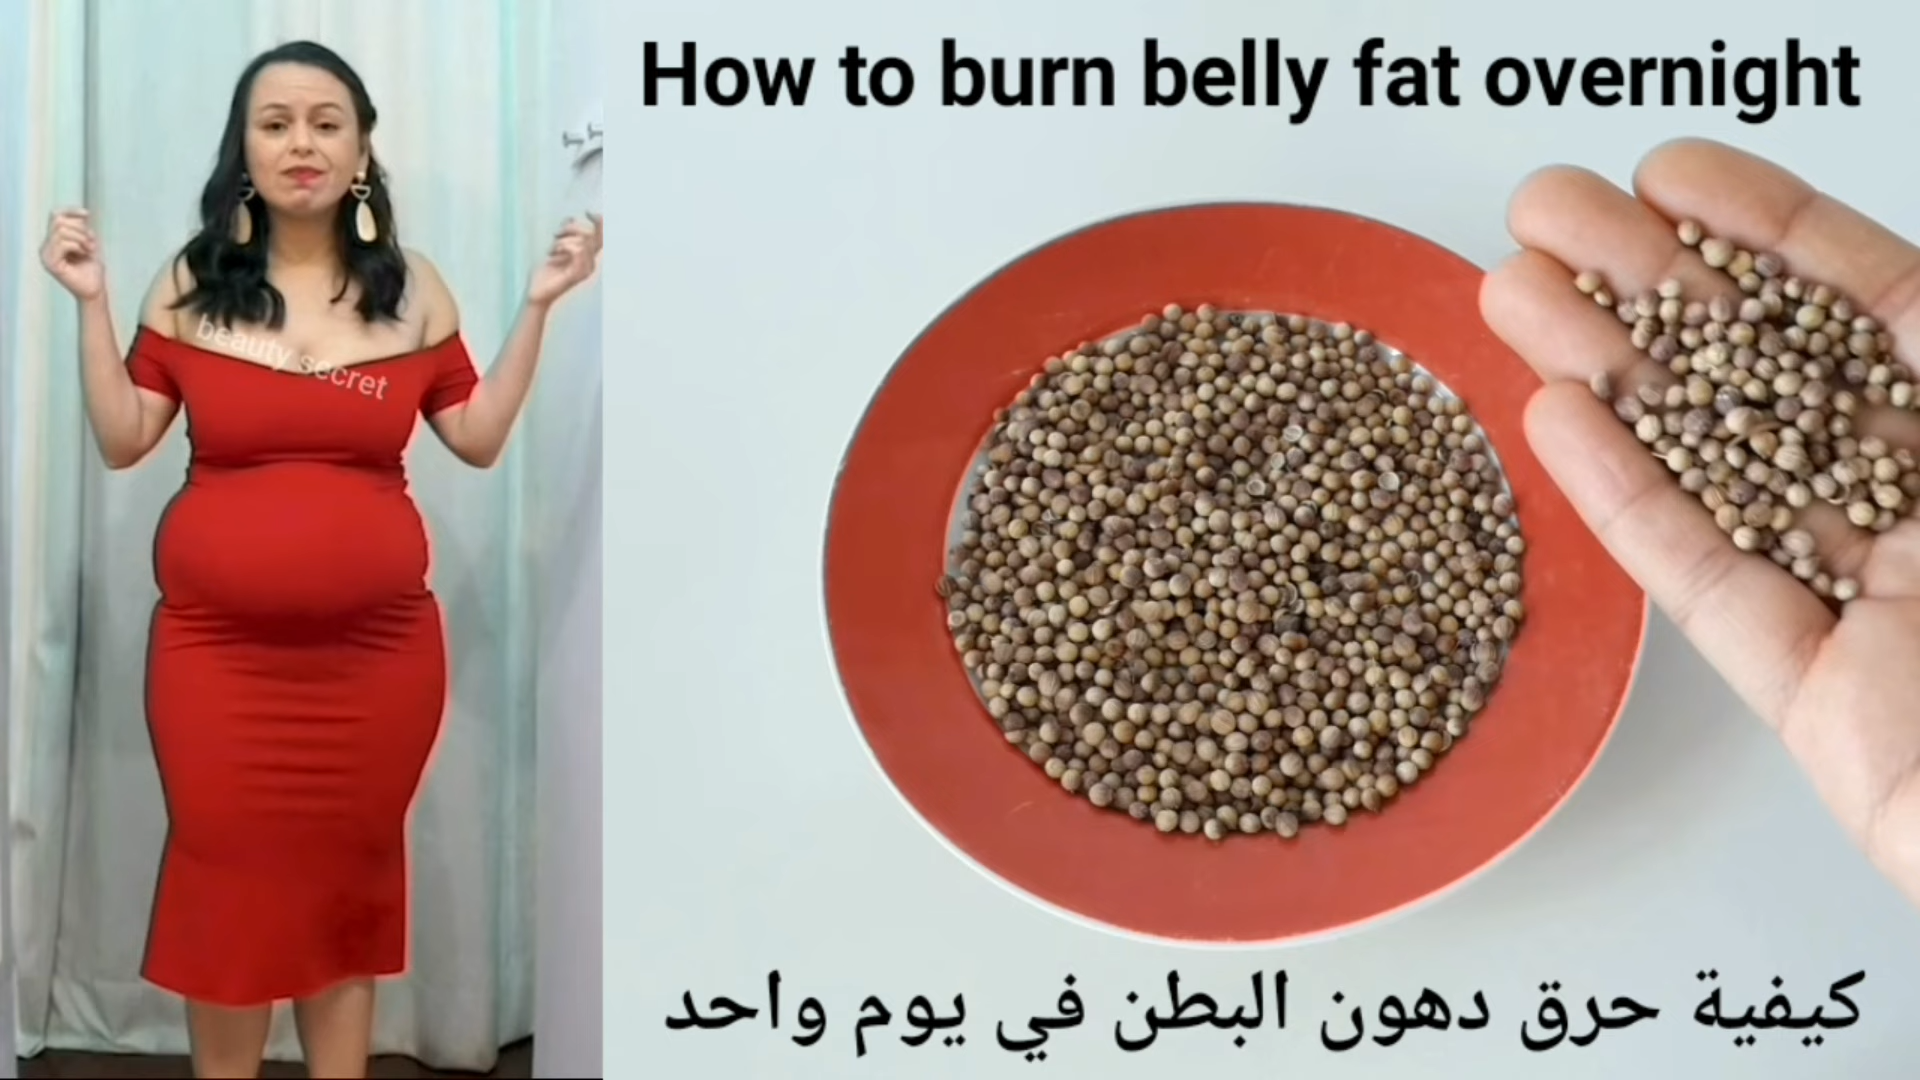 How to burn belly fat overnight
beauty secret
كيفية حرق دهون البطن في يوم واحد